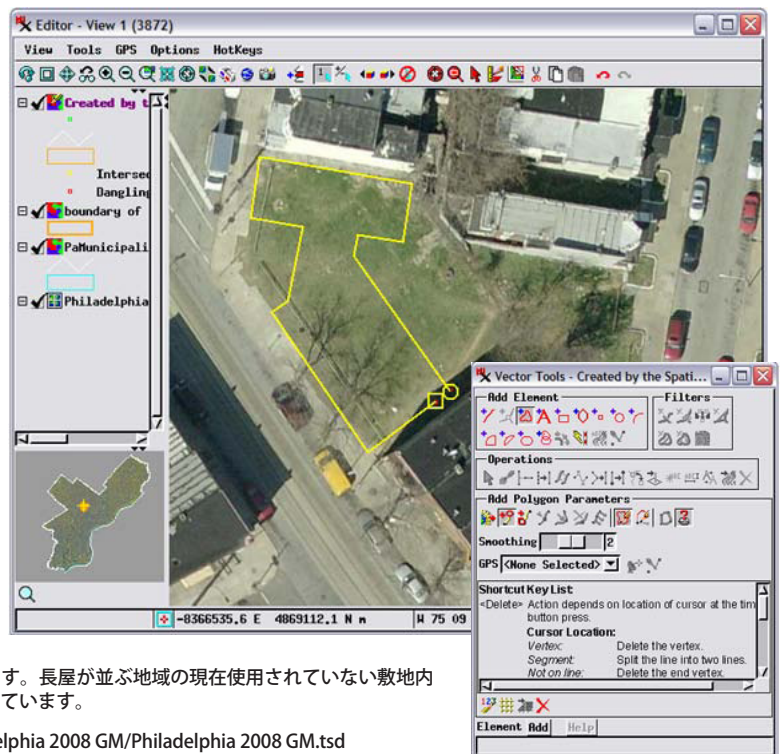 Editor - View 1 (3872)
View Tools GPS Options HotKeys
Created by t
Intersec
Dangling
boundary of
PaMunicipali
Philadelphia
-8366535.6 E 4869112.1 N m W 75 09
Vector Tools - Created by the Spati...
Add Element
Filters
Operations
Add Polygon Parameters
Smoothing 2
GPS <None Selected>
Shortcut Key List
<Delete> Action depends on location of cursor at the tim
button press.
Cursor Location:
Vertex: Delete the vertex.
Segment: Split the line into two lines.
Not on line: Delete the end vertex.
Element Add Help
す。長屋が並ぶ地域の現在使用されていない敷地内
ています。
elphia 2008 GM/Philadelphia 2008 GM.tsd